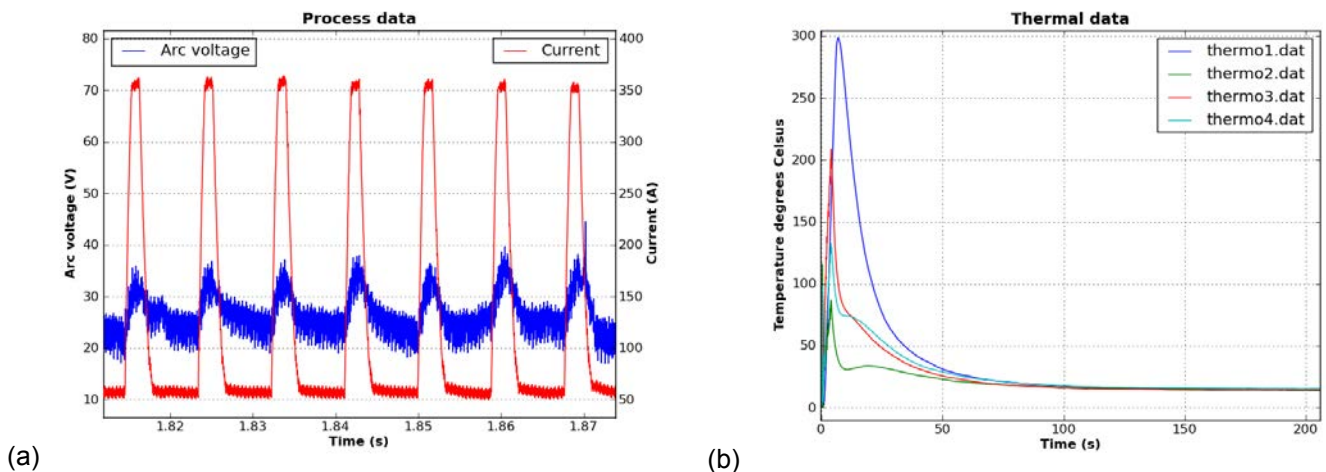 Process data
Arc voltage
Current
80
70
60
50
40
30
20
10
400
350
300
250
200
150
100
50
Arc voltage (V)
Current (A)
1.82 1.83 1.84 1.85 1.86 1.87
Time (s)
(a)
Thermal data
thermo1.dat
thermo2.dat
thermo3.dat
thermo4.dat
300
250
200
150
100
50
0
Temperature degrees Celsus
0 50 100 150 200
Time (s)
(b)